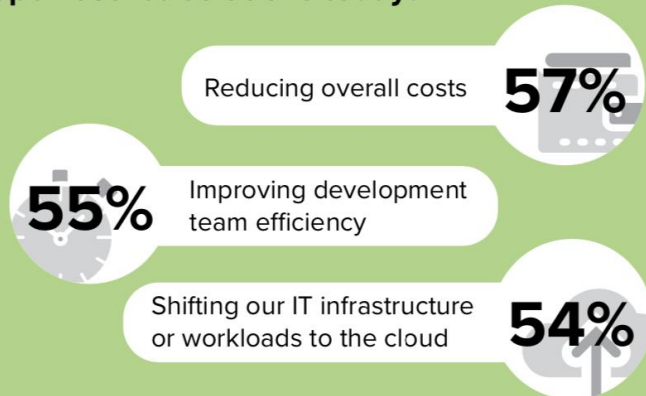 Reducing overall costs
57%
55%
Improving development
team efficiency
Shifting our IT infrastructure
or workloads to the cloud
54%